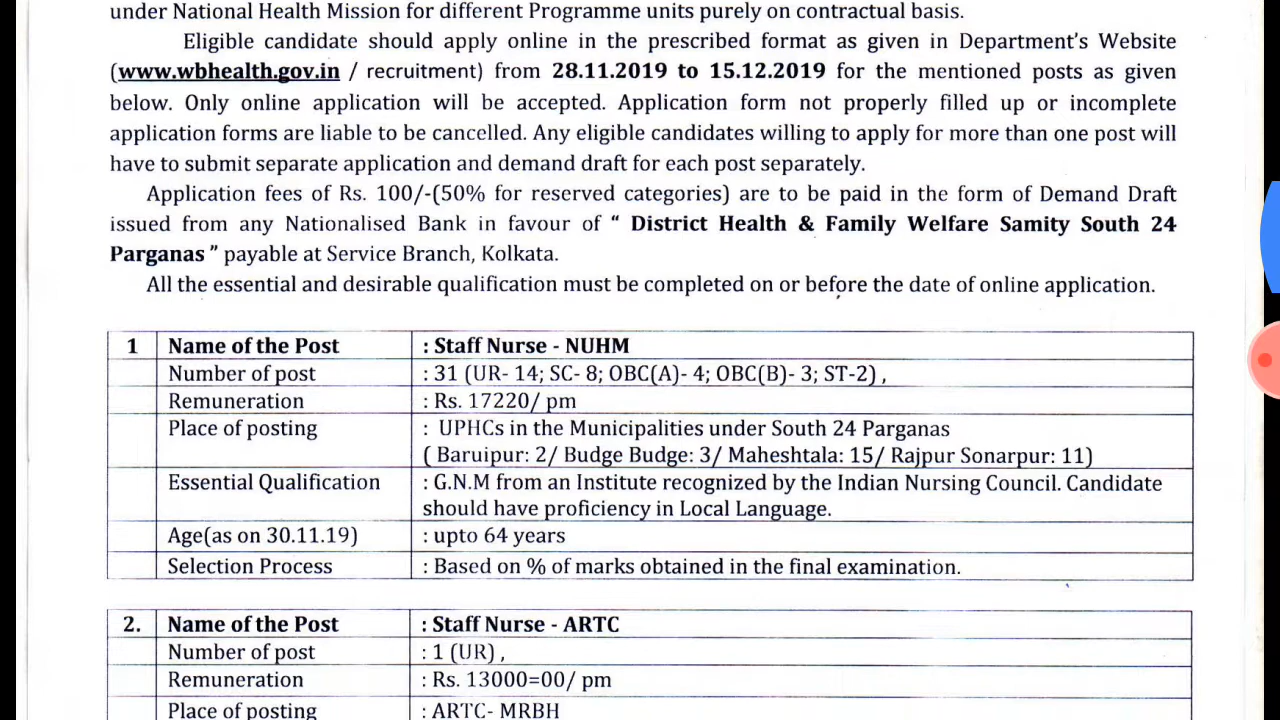 under National Health Mission for different Programme units purely on contractual basis.
Eligible candidate should apply online in the prescribed format as given in Department's Website
(www.wbhealth.gov.in / recruitment) from 28.11.2019 to 15.12.2019 for the mentioned posts as given
below. Only online application will be accepted. Application form not properly filled up or incomplete
application forms are liable to be cancelled. Any eligible candidates willing to apply for more than one post will
have to submit separate application and demand draft for each post separately.
Application fees of Rs. 100/-(50% for reserved categories) are to be paid in the form of Demand Draft
issued from any Nationalised Bank in favour of " District Health & Family Welfare Samity South 24
Parganas " payable at Service Branch, Kolkata.
All the essential and desirable qualification must be completed on or before the date of online application.
1 Name of the Post : Staff Nurse - NUHM
Number of post : 31 (UR- 14; SC- 8; OBC(A)- 4; OBC(B)- 3; ST-2) ,
Remuneration : Rs. 17220/ pm
Place of posting : UPHCs in the Municipalities under South 24 Parganas
( Baruipur: 2/ Budge Budge: 3/ Maheshtala: 15/ Rajpur Sonarpur: 11)
Essential Qualification : G.N.M from an Institute recognized by the Indian Nursing Council. Candidate
should have proficiency in Local Language.
Age(as on 30.11.19) : upto 64 years
Selection Process : Based on % of marks obtained in the final examination.
2. Name of the Post : Staff Nurse - ARTC
Number of post : 1 (UR) ,
Remuneration : Rs. 13000=00/ pm
Place of posting : ARTC- MRBH